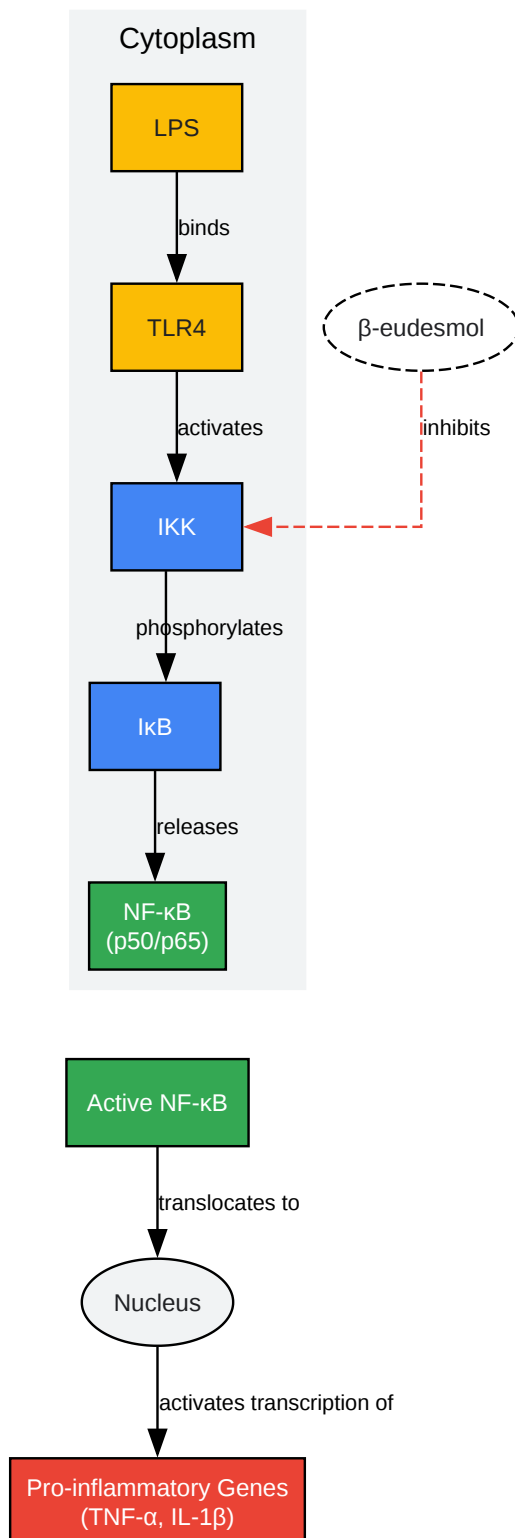 Cytoplasm
LPS
binds
TLR4
β-eudesmol
activates
inhibits
IKK
phosphorylates
IκB
releases
NF-κB
(p50/p65)
Active NF-κB
translocates to
Nucleus
activates transcription of
Pro-inflammatory Genes
(TNF-α, IL-1β)